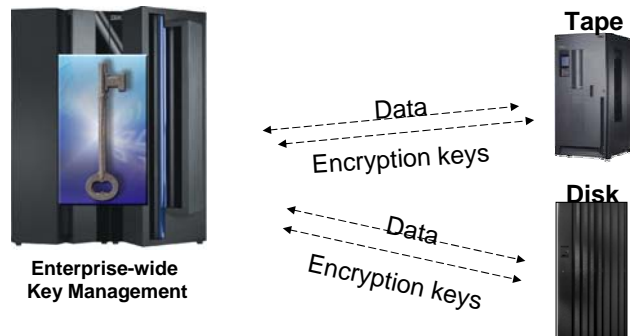 Tape
Data
Encryption keys
Disk
Data
Encryption keys
Enterprise-wide
Key Management